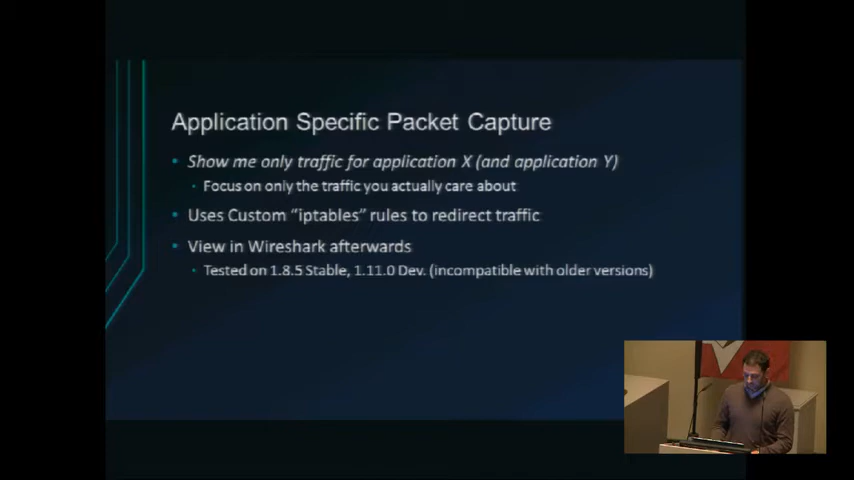 Application Specific Packet Capture
Show me only traffic for application X (and application Y)
Focus on only the traffic you actually care about
Uses Custom "iptables" rules to redirect traffic
View in Wireshark afterwards
Tested on 1.8.5 Stable, 1.11.0 Dev. (incompatible with older versions)